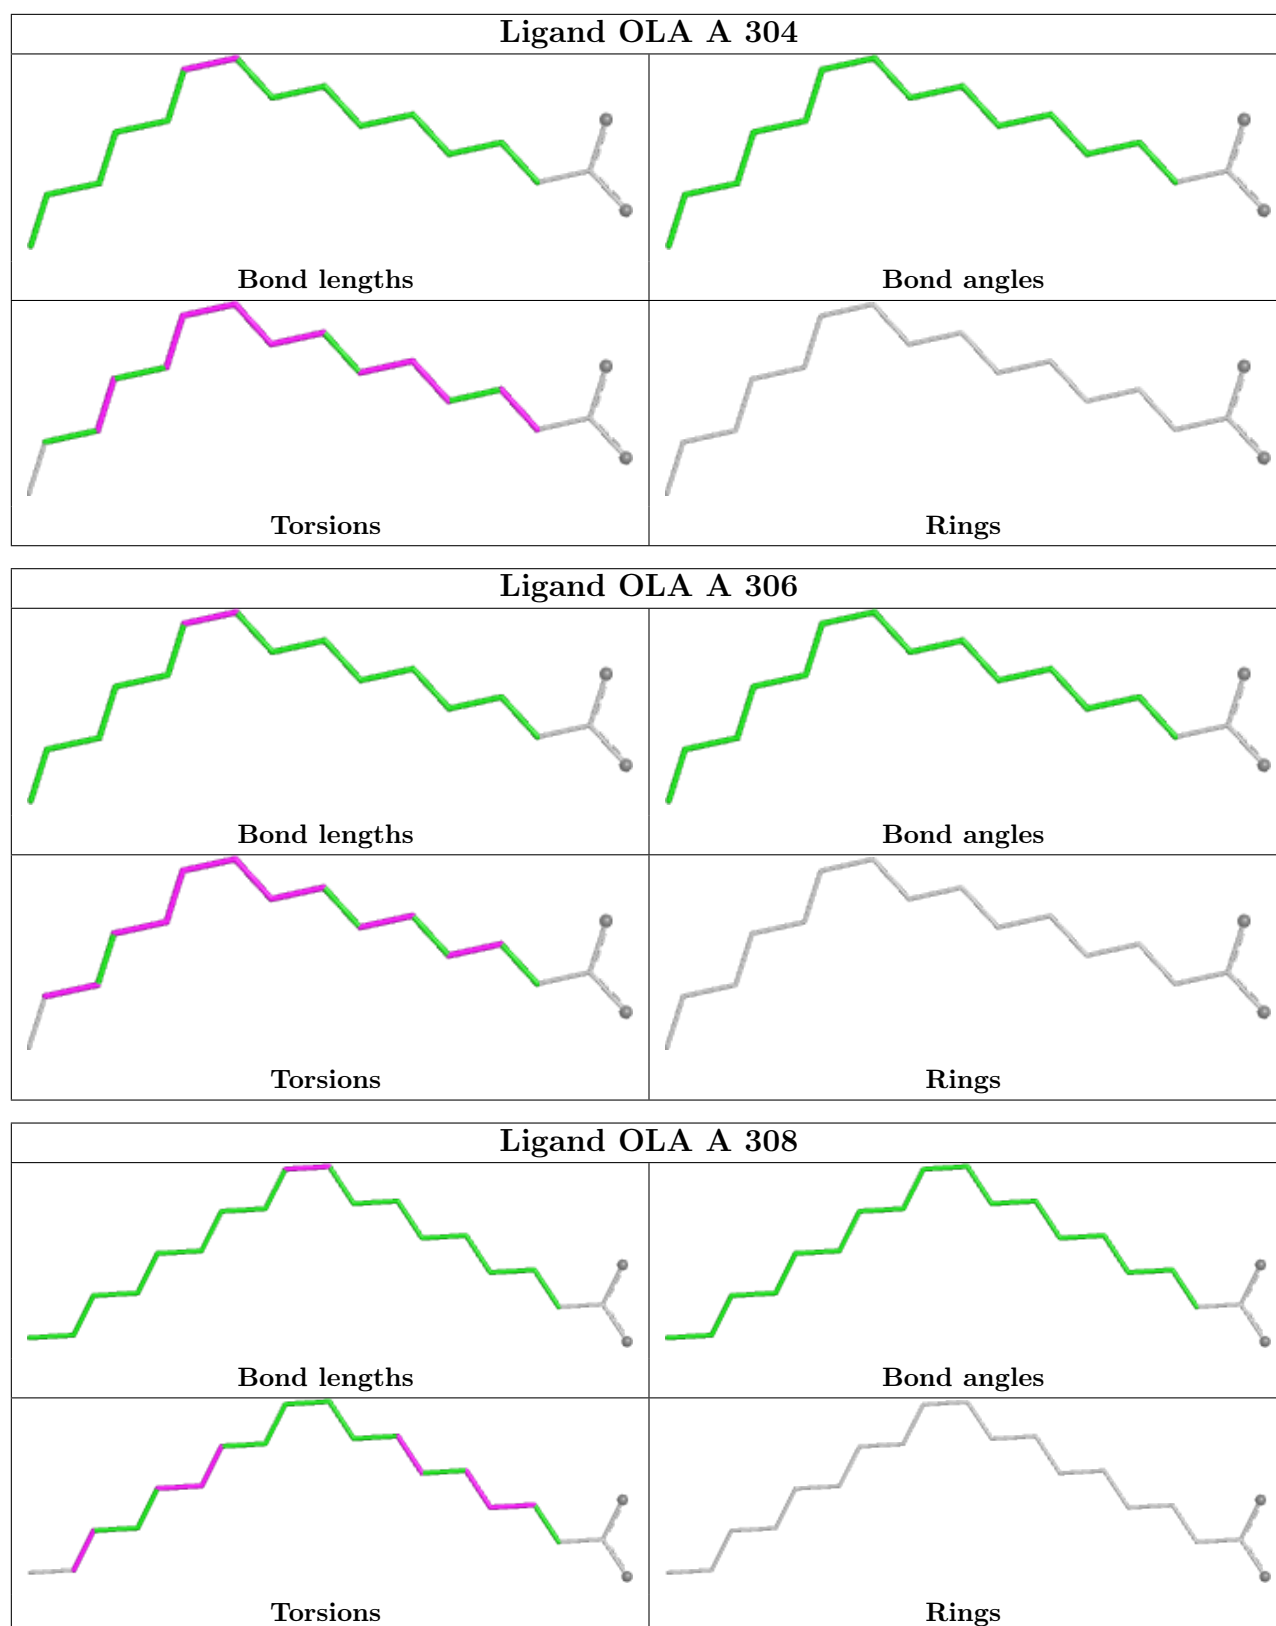 Ligand OLA A 304
Bond lengths
Bond angles
Torsions
Rings
Ligand OLA A 306
Bond lengths
Bond angles
Torsions
Rings
Ligand OLA A 308
Bond lengths
Bond angles
Torsions
Rings